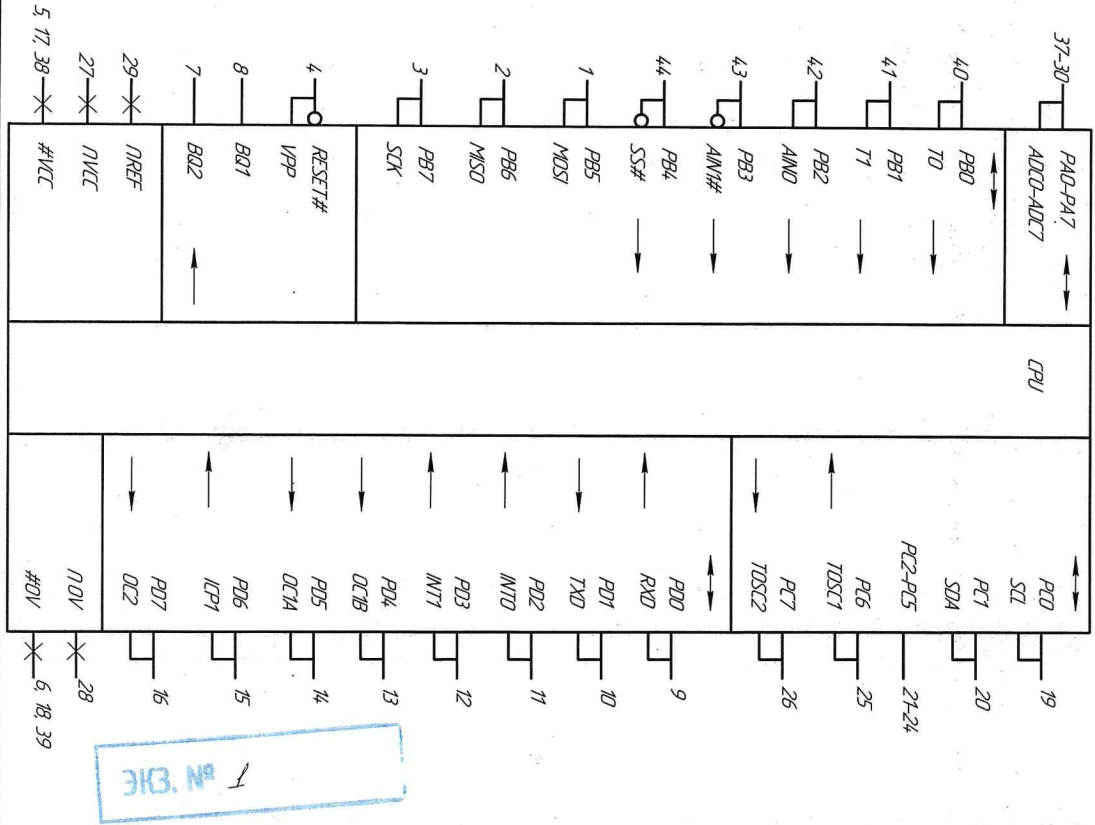 37-30 PA0-PA7
ADC0-ADC7
40 PB0
T0
41 PB1
T1
42 PB2
AIN0
43 PB3
AIN1#
44 PB4
SS#
1 PB5
MOSI
2 PB6
MISO
3 PB7
SCK
4 RESET#
VPP
8 BQ1
7 BQ2
29 ∩REF
27 ∩VCC
5, 17, 38 #VCC
CPU
PC0 19
SCL
PC1 20
SDA
PC2-PC5 21-24
PC6 25
TOSC1
PC7 26
TOSC2
PD0 9
RXD
PD1 10
TXD
PD2 11
INT0
PD3 12
INT1
PD4 13
OC1B
PD5 14
OC1A
PD6 15
ICP1
PD7 16
OC2
∩0V 28
#0V 6, 18, 39
ЭКЗ. № 1